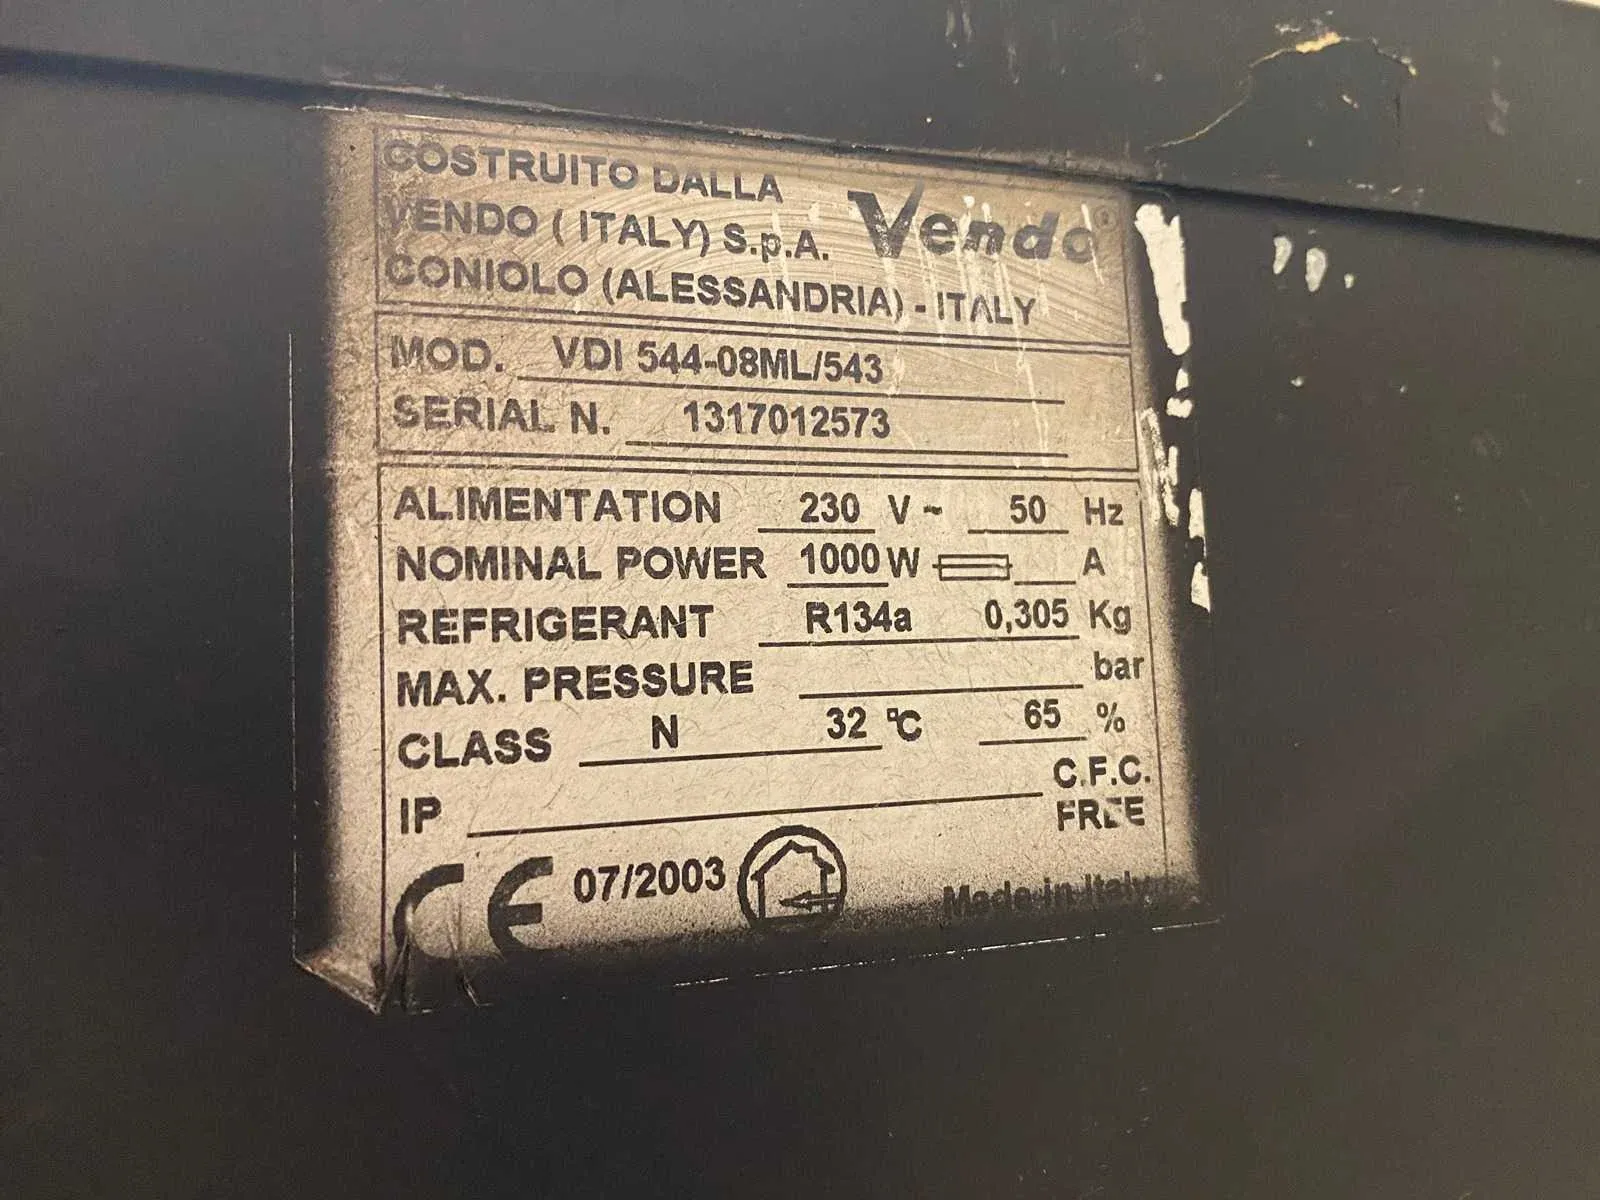 COSTRUITO DALLA
VENDO ( ITALY) S.p.A. Vendo®
CONIOLO (ALESSANDRIA) - ITALY
MOD. VDI 544-08ML/543
SERIAL N. 1317012573
ALIMENTATION 230 V ~ 50 Hz
NOMINAL POWER 1000 W A
REFRIGERANT R134a 0,305 Kg
MAX. PRESSURE bar
CLASS N 32 °C 65 %
IP C.F.C.
FREE
CE 07/2003 Made in Italy